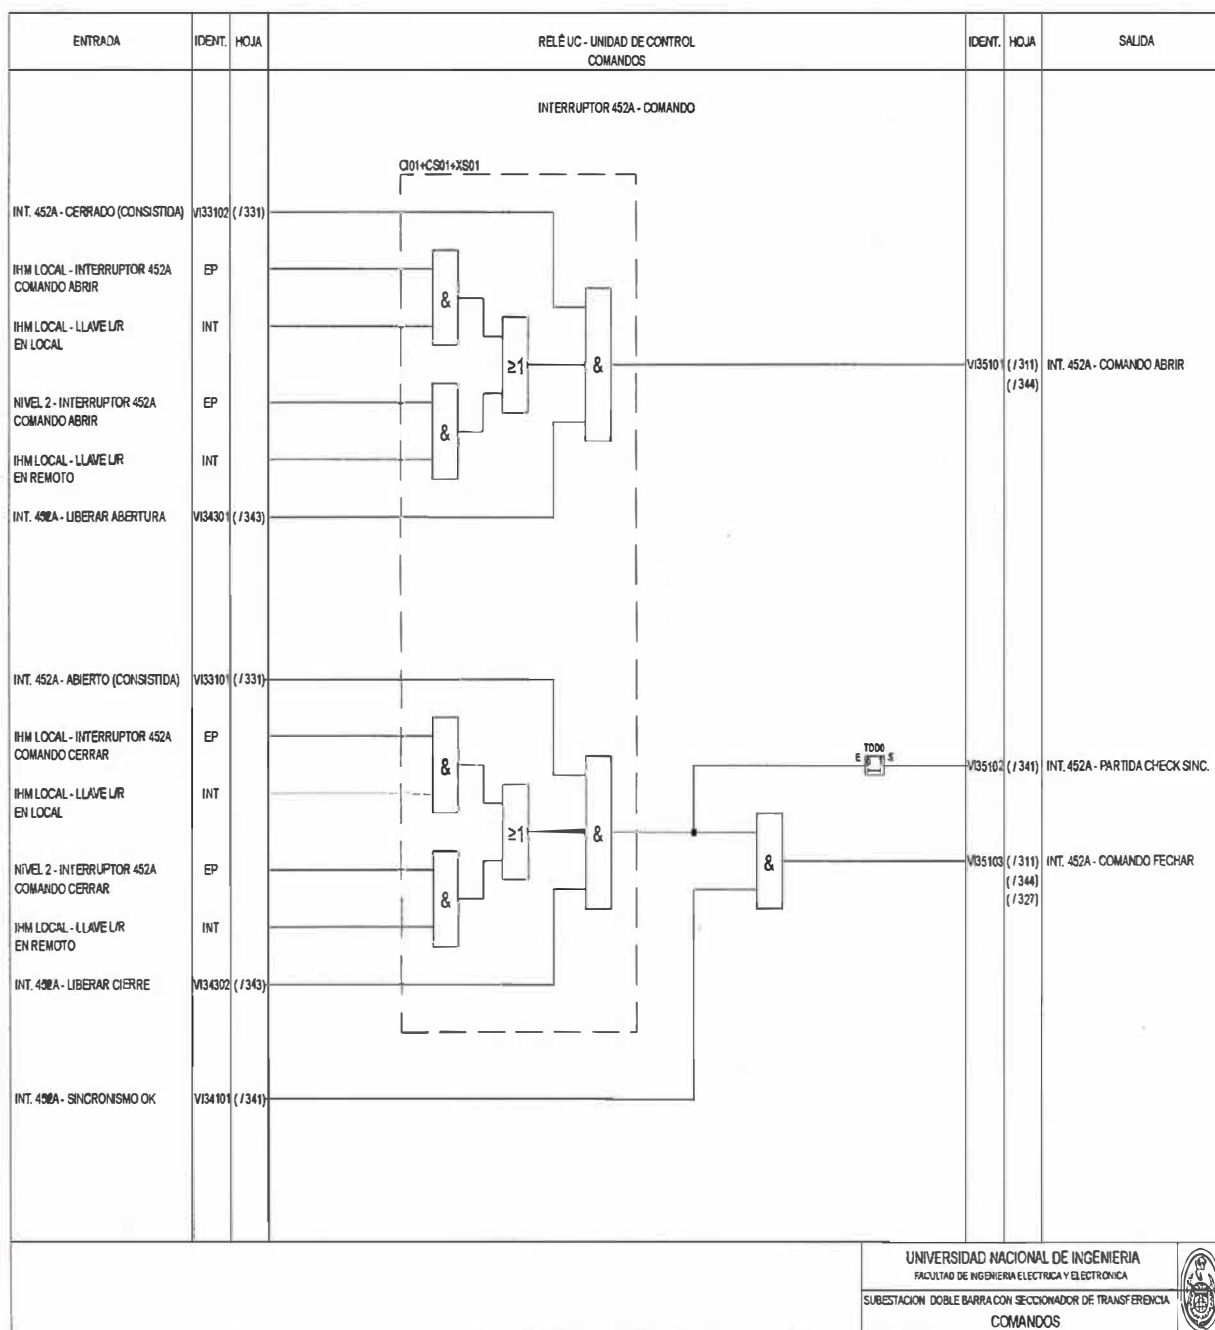 ENTRADA IDENT. HOJA RELÉ UC - UNIDAD DE CONTROL IDENT. HOJA SALIDA
COMANDOS
INTERRUPTOR 452A - COMANDO
CI01+CS01+XS01
INT. 452A - CERRADO (CONSISTIDA) VI33102 ( / 331)
IHM LOCAL - INTERRUPTOR 452A EP
COMANDO ABRIR
&
IHM LOCAL - LLAVE L/R INT
EN LOCAL
≥1 & VI35101 ( / 311) INT. 452A - COMANDO ABRIR
( / 344)
NIVEL 2 - INTERRUPTOR 452A EP
COMANDO ABRIR
&
IHM LOCAL - LLAVE L/R INT
EN REMOTO
INT. 452A - LIBERAR ABERTURA VI34301 ( / 343)
INT. 452A - ABIERTO (CONSISTIDA) VI33101 ( / 331)
IHM LOCAL - INTERRUPTOR 452A EP
COMANDO CERRAR
TDD0
E S
& VI35102 ( / 341) INT. 452A - PARTIDA CHECK SINC.
IHM LOCAL - LLAVE L/R INT
EN LOCAL
≥1 &
NIVEL 2 - INTERRUPTOR 452A EP & VI35103 ( / 311) INT. 452A - COMANDO FECHAR
COMANDO CERRAR ( / 344)
& ( / 327)
IHM LOCAL - LLAVE L/R INT
EN REMOTO
INT. 452A - LIBERAR CIERRE VI34302 ( / 343)
INT. 452A - SINCRONISMO OK VI34101 ( / 341)
UNIVERSIDAD NACIONAL DE INGENIERIA
FACULTAD DE INGENIERIA ELECTRICA Y ELECTRONICA
SUBESTACION DOBLE BARRA CON SECCIONADOR DE TRANSFERENCIA
COMANDOS